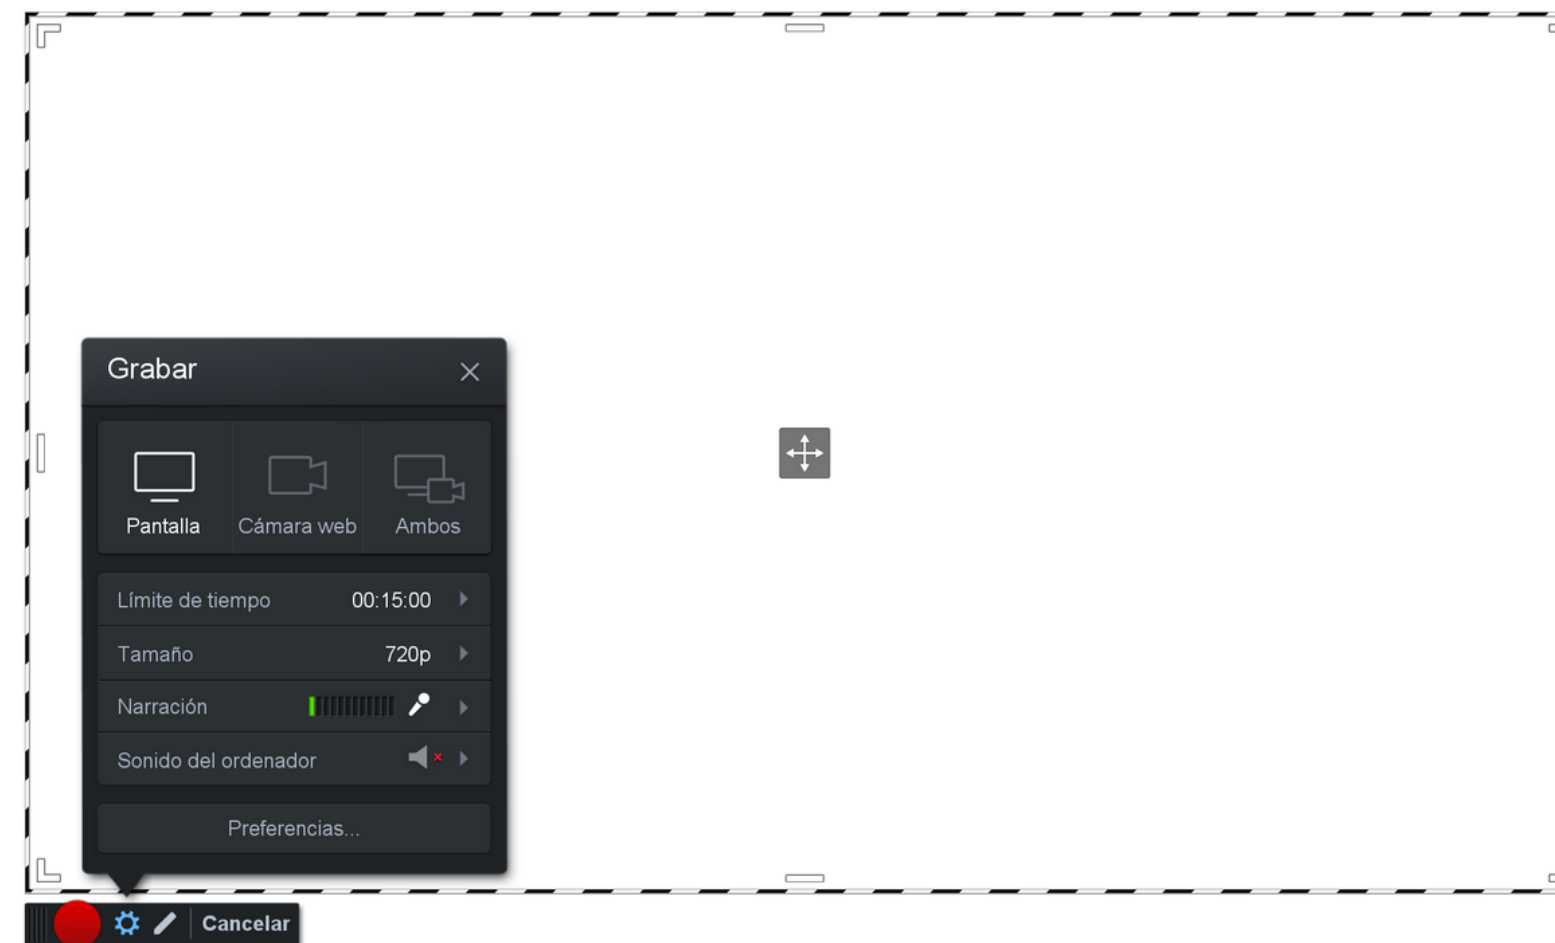 Grabar
Pantalla Cámara web Ambos
Límite de tiempo 00:15:00
Tamaño 720p
Narración
Sonido del ordenador
Preferencias...
Cancelar